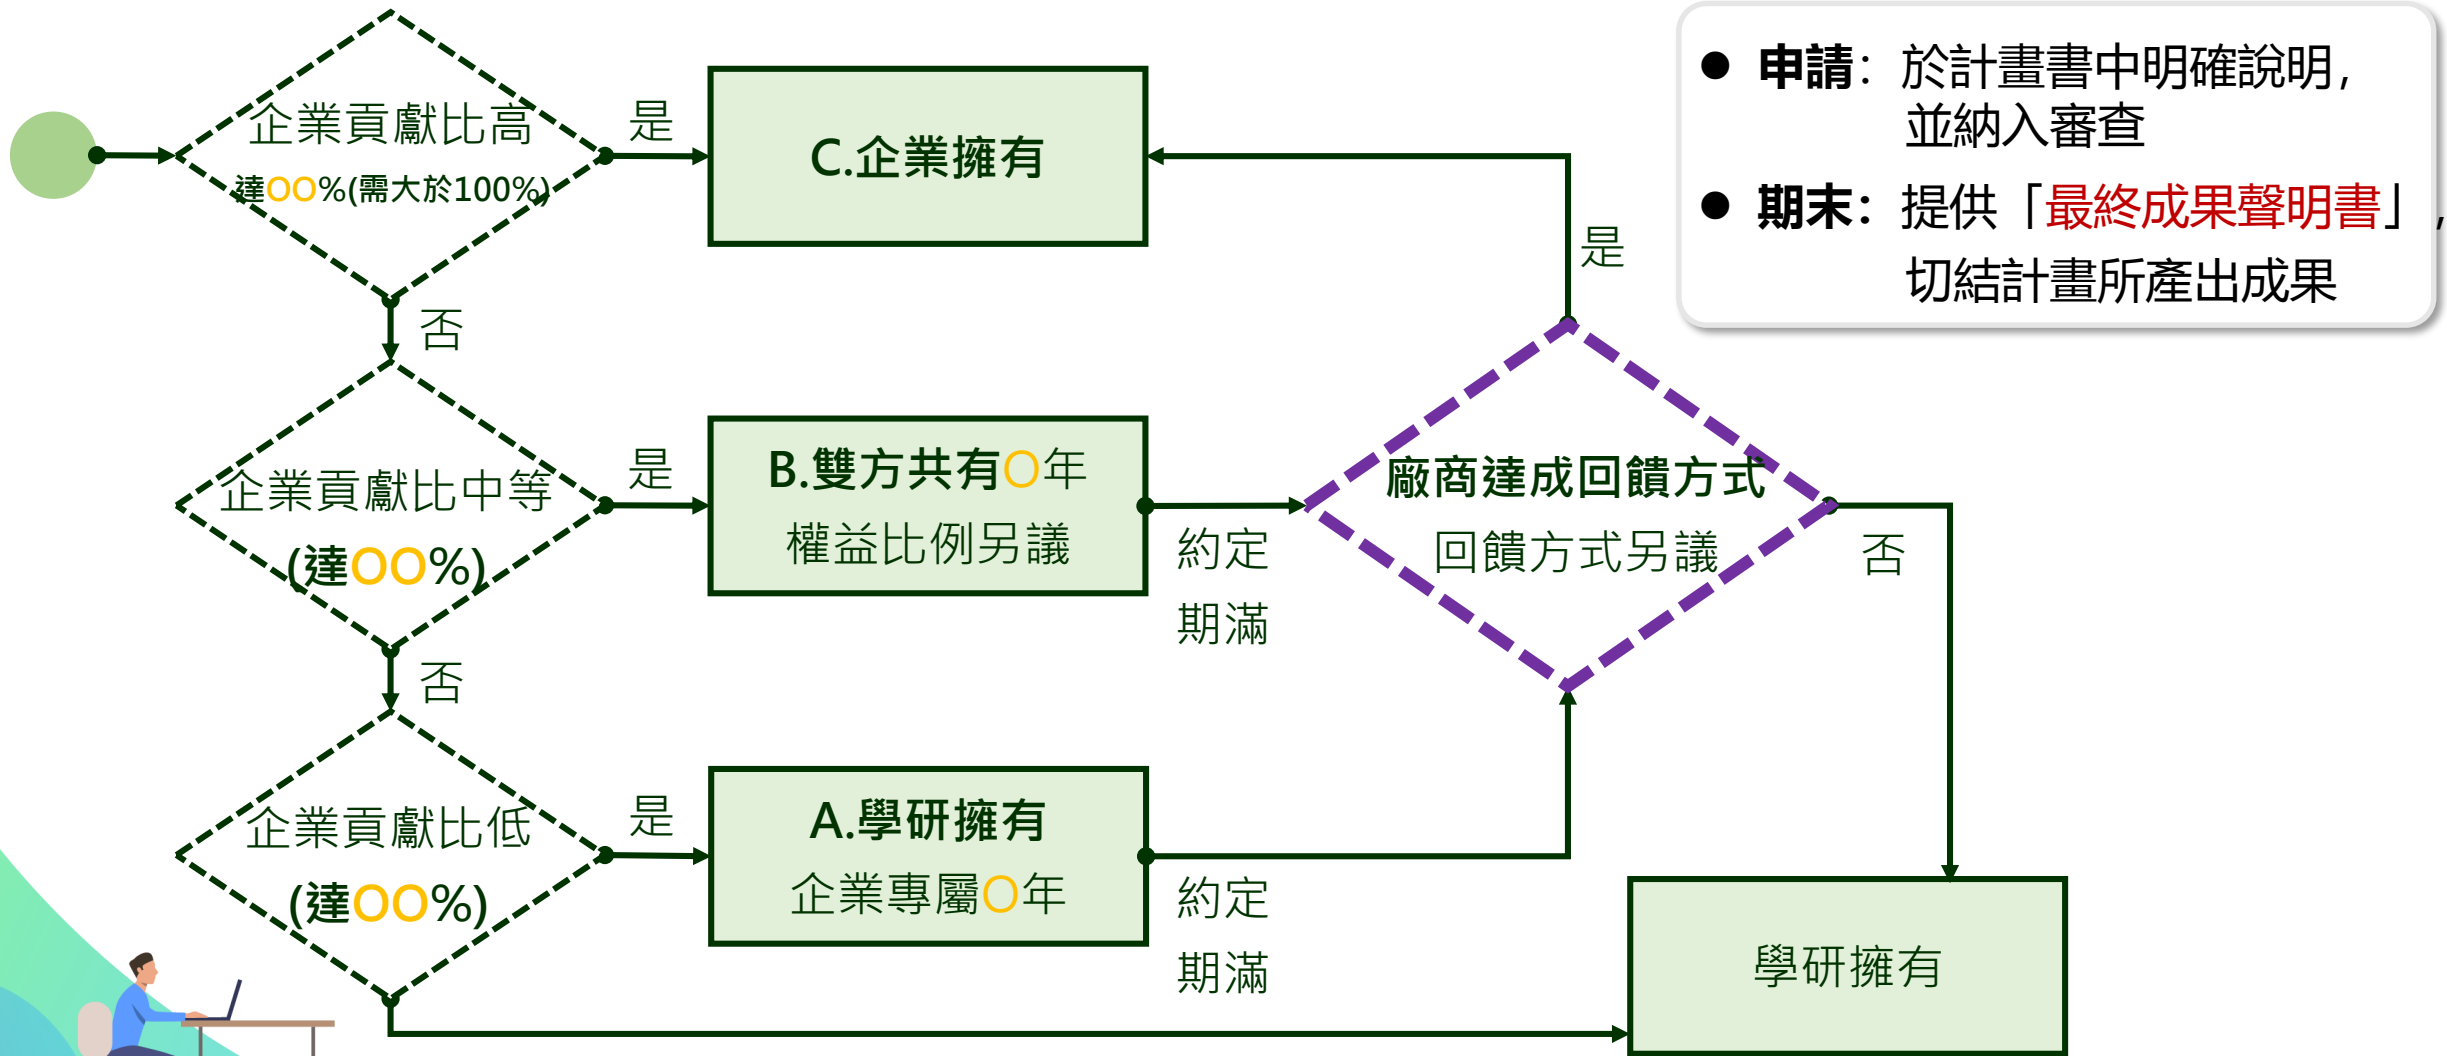 企業貢獻比高
達OO%(需大於100%)
是
C.企業擁有
● 申請：於計畫書中明確說明，
並納入審查
● 期末：提供「最終成果聲明書」，
切結計畫所產出成果
是
否
企業貢獻比中等
(達OO%)
是
B.雙方共有O年
權益比例另議
約定
期滿
廠商達成回饋方式
回饋方式另議
否
否
企業貢獻比低
(達OO%)
是
A.學研擁有
企業專屬O年
約定
期滿
學研擁有